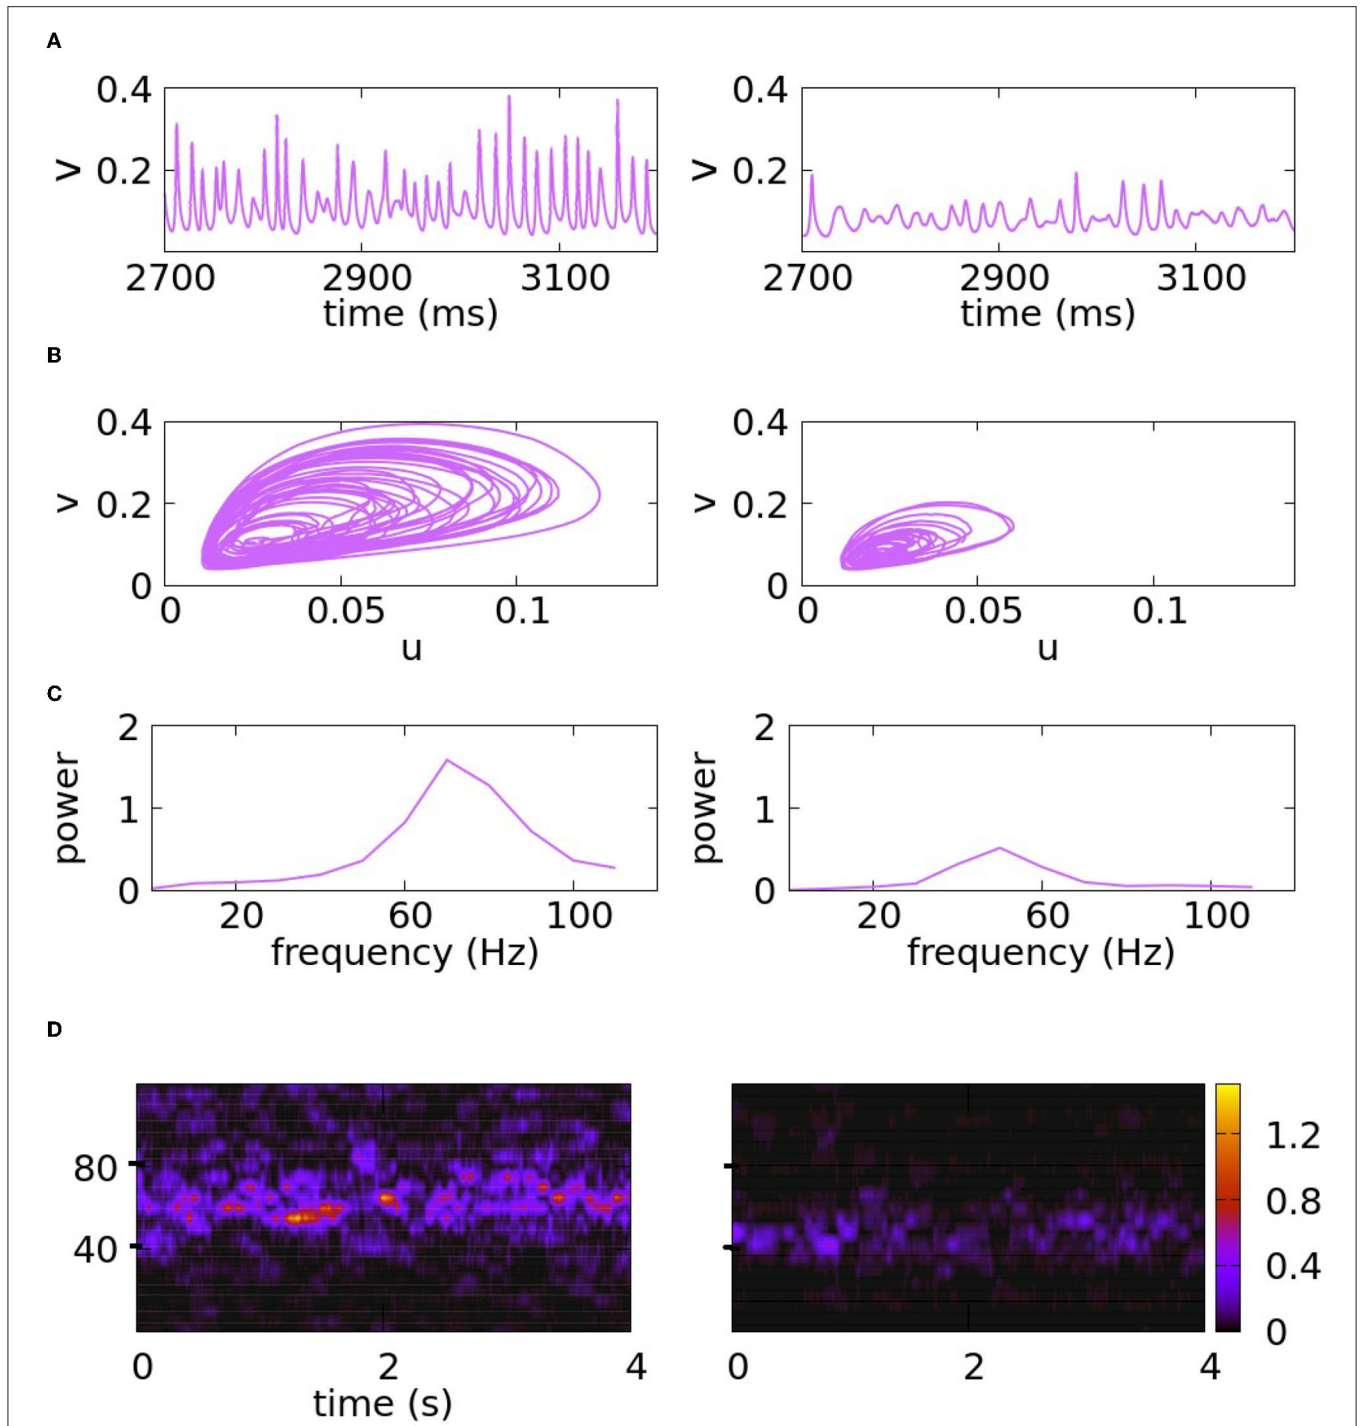 A
0.4 0.4
v 0.2 v 0.2
2700 2900 3100 2700 2900 3100
time (ms) time (ms)
B
0.4 0.4
v 0.2 v 0.2
0 0
0 0.05 0.1 0 0.05 0.1
u u
C
2 2
power 1 power 1
0 0
20 60 100 20 60 100
frequency (Hz) frequency (Hz)
D
1.2
80
0.8
40 0.4
0
0 2 4 0 2 4
time (s)